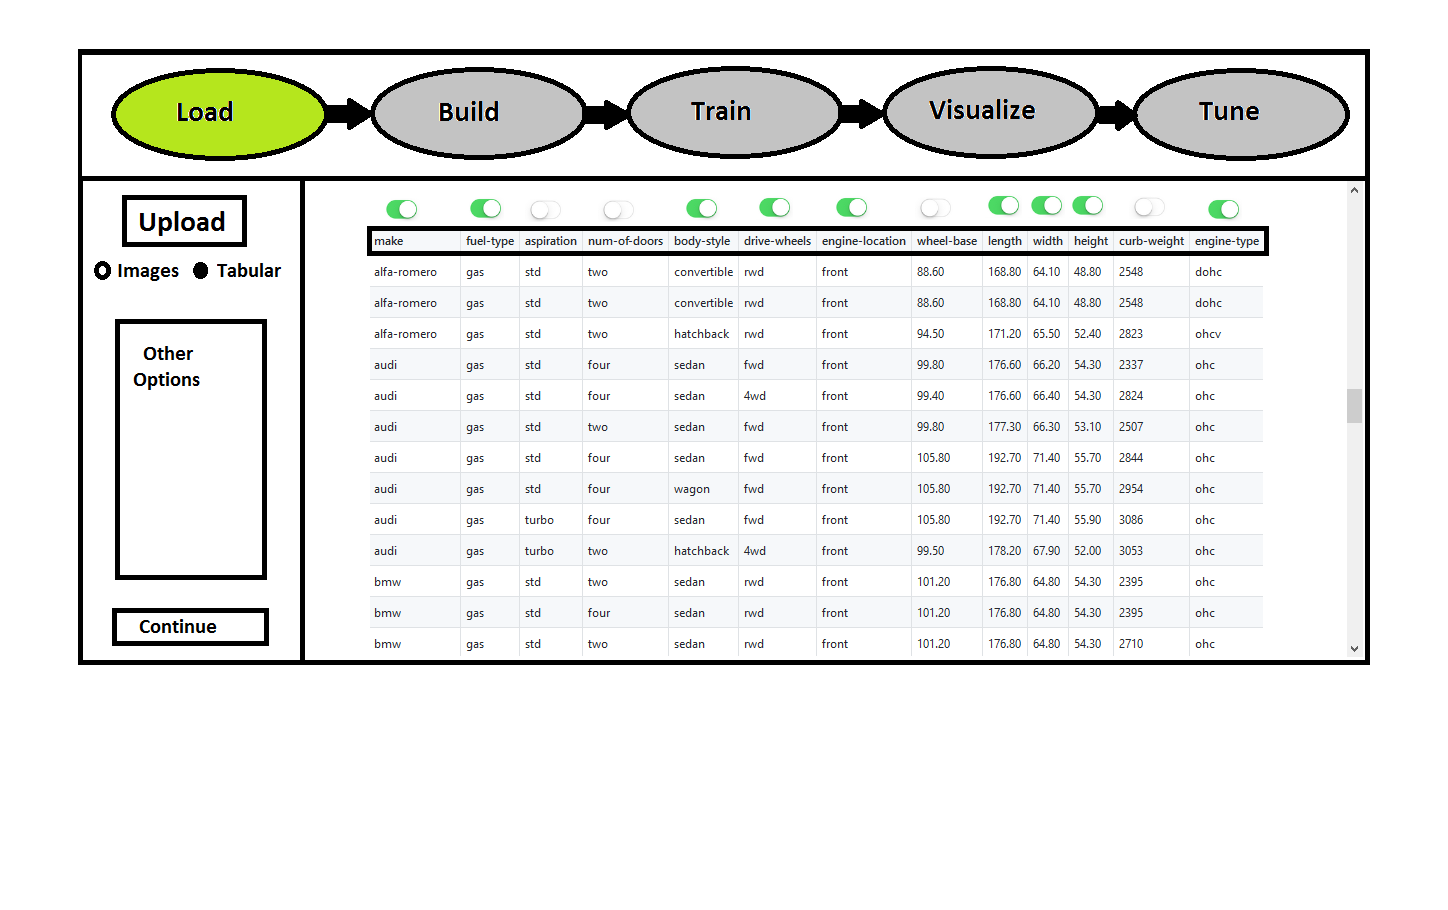 Load Build Train Visualize Tune
Upload
Images Tabular
Other
Options
Continue
make fuel-type aspiration num-of-doors body-style drive-wheels engine-location wheel-base length width height curb-weight engine-type
alfa-romero gas std two convertible rwd front 88.60 168.80 64.10 48.80 2548 dohc
alfa-romero gas std two convertible rwd front 88.60 168.80 64.10 48.80 2548 dohc
alfa-romero gas std two hatchback rwd front 94.50 171.20 65.50 52.40 2823 ohcv
audi gas std four sedan fwd front 99.80 176.60 66.20 54.30 2337 ohc
audi gas std four sedan 4wd front 99.40 176.60 66.40 54.30 2824 ohc
audi gas std two sedan fwd front 99.80 177.30 66.30 53.10 2507 ohc
audi gas std four sedan fwd front 105.80 192.70 71.40 55.70 2844 ohc
audi gas std four wagon fwd front 105.80 192.70 71.40 55.70 2954 ohc
audi gas turbo four sedan fwd front 105.80 192.70 71.40 55.90 3086 ohc
audi gas turbo two hatchback 4wd front 99.50 178.20 67.90 52.00 3053 ohc
bmw gas std two sedan rwd front 101.20 176.80 64.80 54.30 2395 ohc
bmw gas std four sedan rwd front 101.20 176.80 64.80 54.30 2395 ohc
bmw gas std two sedan rwd front 101.20 176.80 64.80 54.30 2710 ohc